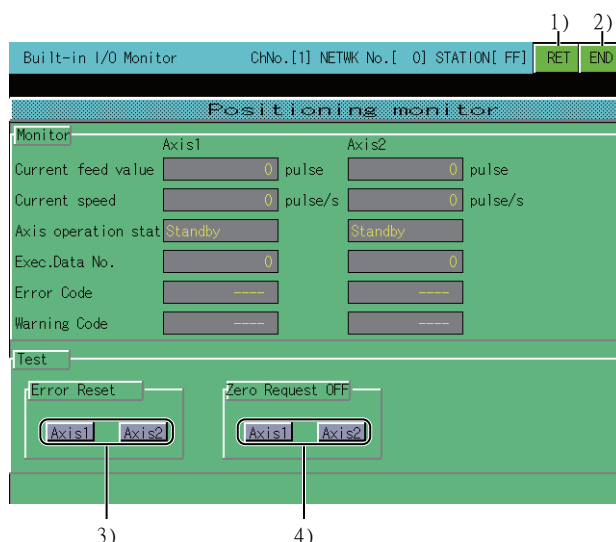 1) 2)
Built-in I/O Monitor ChNo.[1] NETWK No.[ 0] STATION[ FF] RET END
Positioning monitor
Monitor
Axis1 Axis2
Current feed value 0 pulse 0 pulse
Current speed 0 pulse/s 0 pulse/s
Axis operation stat Standby Standby
Exec.Data No. 0 0
Error Code ---- ----
Warning Code ---- ----
Test
Error Reset Zero Request OFF
Axis1 Axis2 Axis1 Axis2
3) 4)